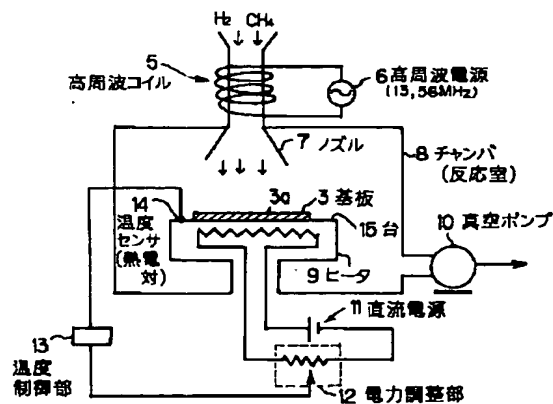 H₂ CH₄
5
高周波コイル
6 高周波電源
(13,56MHz)
7 ノズル
8 チャンバ
(反応室)
3a
3 基板
14
温度
センサ
(熱電
対)
15 台
10 真空ポンプ
9 ヒータ
11 直流電源
13
温度
制御部
12 電力調整部